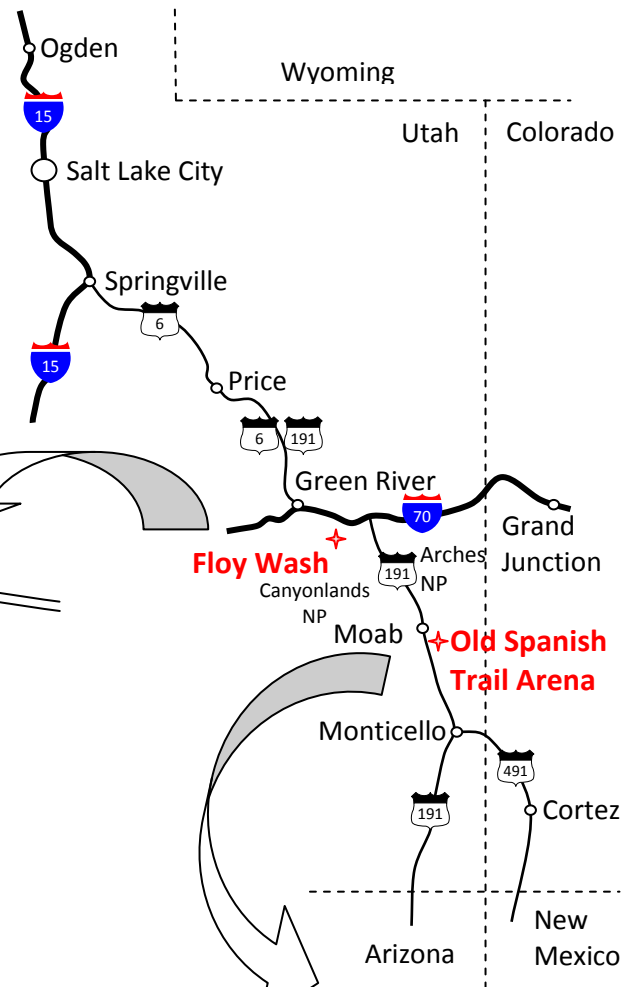 Ogden
Wyoming
15
Utah
Colorado
Salt Lake City
Springville
6
15
Price
6
191
Green River
70
Grand
Junction
Floy Wash
191
Arches
NP
Canyonlands
NP
Moab
Old Spanish
Trail Arena
Monticello
491
191
Cortez
New
Mexico
Arizona